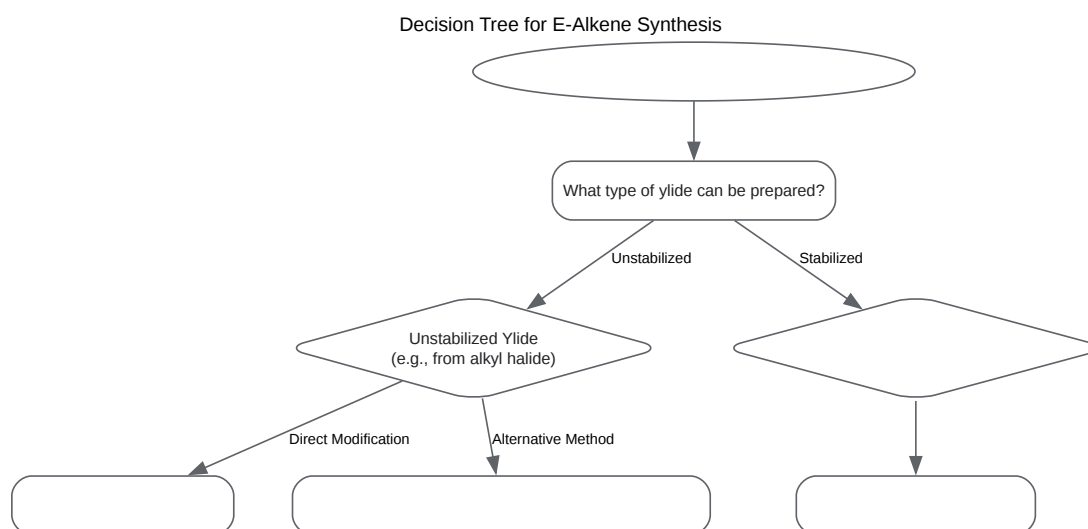 Decision Tree for E-Alkene Synthesis
What type of ylide can be prepared?
Unstabilized
Stabilized
Unstabilized Ylide
(e.g., from alkyl halide)
Direct Modification
Alternative Method